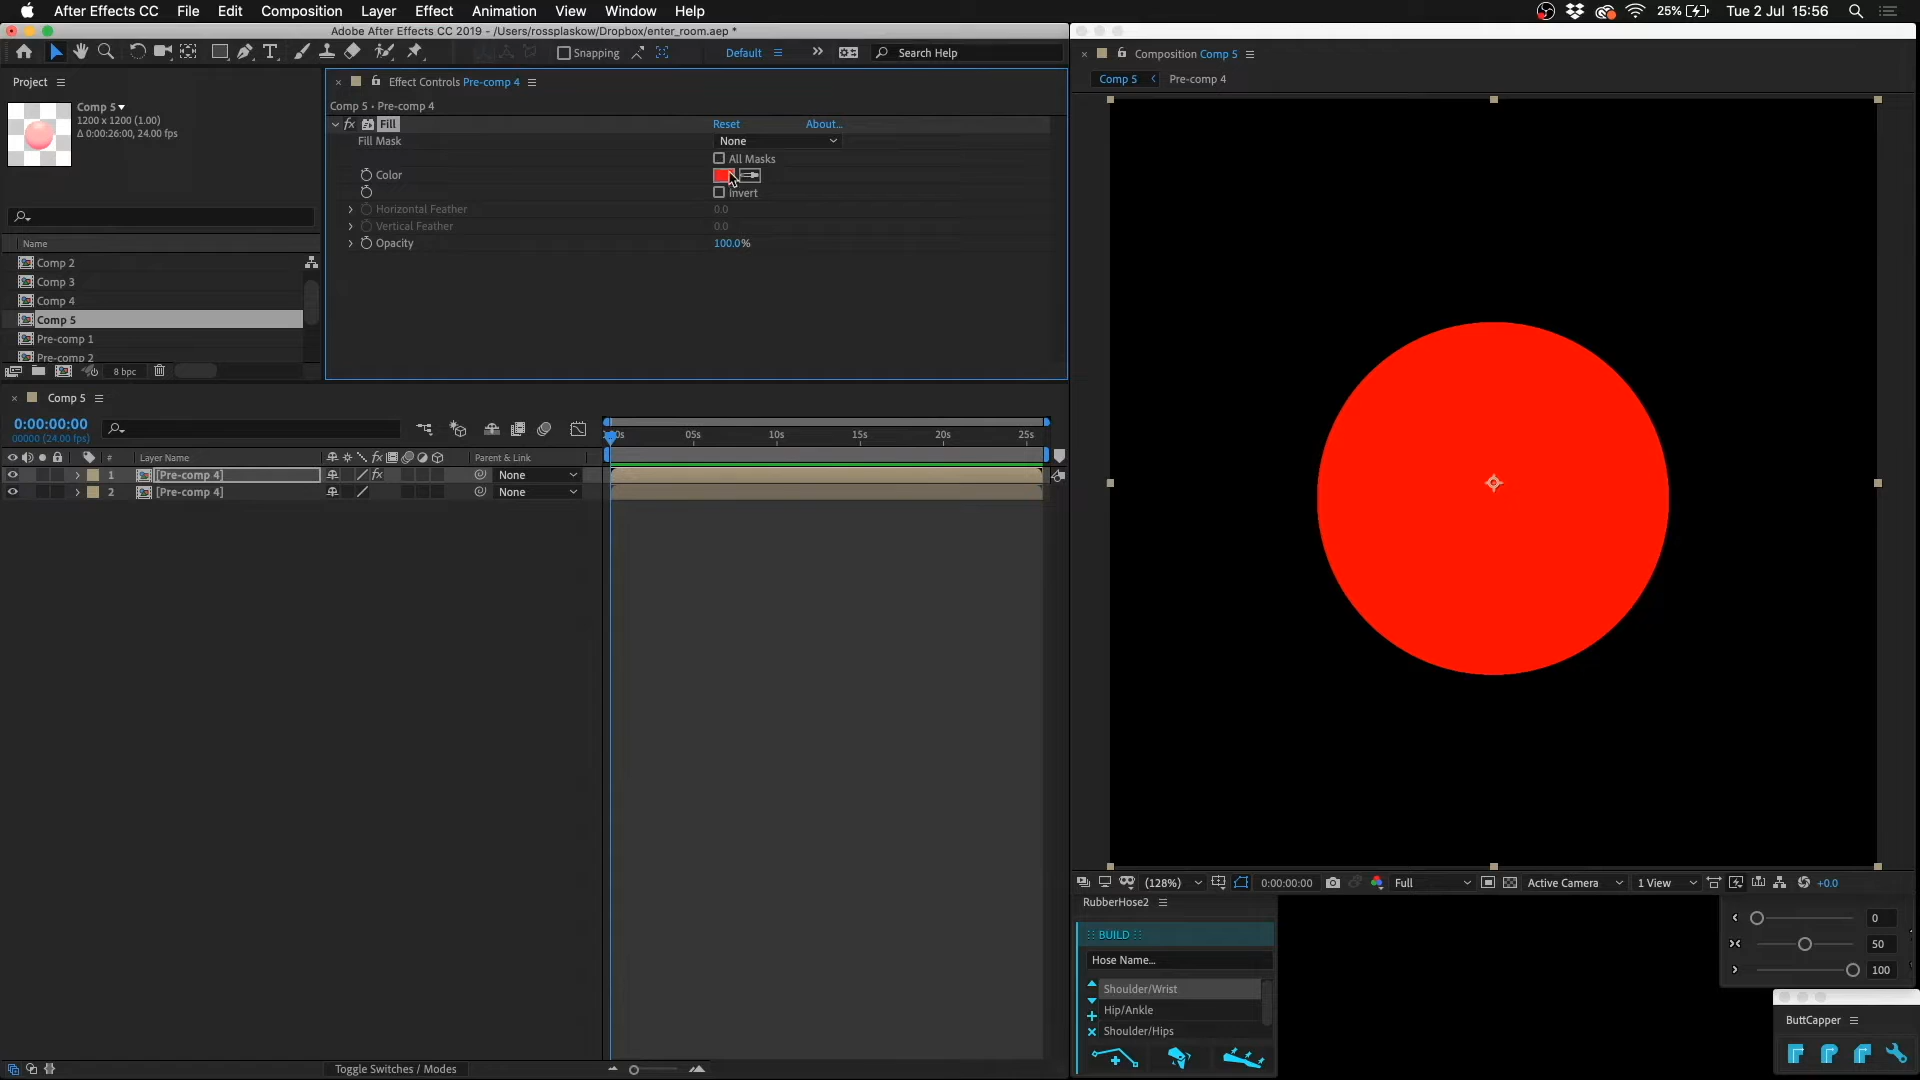 After Effects CC File Edit Composition Layer Effect Animation View Window Help
25% Tue 2 Jul 15:56
Adobe After Effects CC 2019 - /Users/rossplaskow/Dropbox/enter_room.aep *
Snapping
Default
Search Help
Project
Comp 5
1200 x 1200 (1.00)
Δ 0:00:26:00, 24.00 fps)
Name
Comp 2
Comp 3
Comp 4
Comp 5
Pre-comp 1
Pre-comp 2
8 bpc
Effect Controls Pre-comp 4
Comp 5 • Pre-comp 4
fx Fill Reset About...
Fill Mask None
All Masks
Color
Invert
Horizontal Feather 0.0
Vertical Feather 0.0
Opacity 100.0%
Composition Comp 5
Comp 5 Pre-comp 4
Comp 5
0:00:00:00
00000 (24.00 fps)
05s 10s 15s 20s 25s
# Layer Name fx Parent & Link
1 [Pre-comp 4] fx None
2 [Pre-comp 4] None
Toggle Switches / Modes
(128%) 0:00:00:00 Full Active Camera 1 View +0.0
RubberHose2
BUILD
Hose Name...
Shoulder/Wrist
Hip/Ankle
Shoulder/Hips
0
50
100
ButtCapper